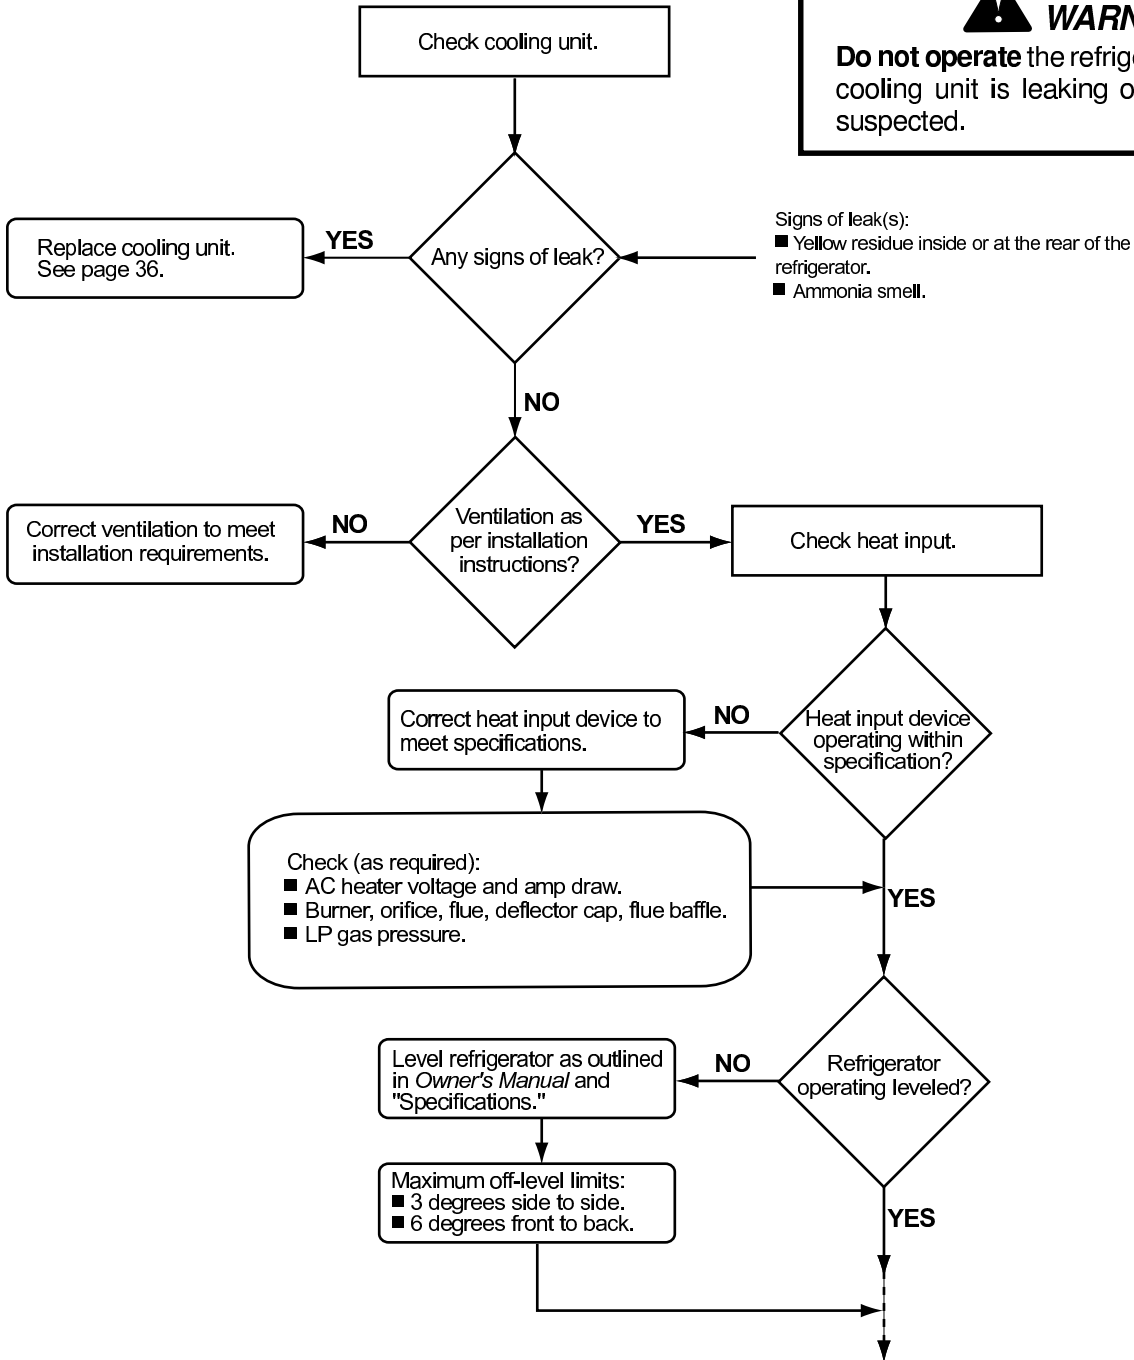 Check cooling unit.
WARN
Do not operate the refrige
cooling unit is leaking o
suspected.
Signs of leak(s):
■ Yellow residue inside or at the rear of the
refrigerator.
■ Ammonia smell.
Any signs of leak?
YES
Replace cooling unit.
See page 36.
NO
Ventilation as
per installation
instructions?
NO
Correct ventilation to meet
installation requirements.
YES
Check heat input.
Heat input device
operating within
specification?
NO
Correct heat input device to
meet specifications.
Check (as required):
■ AC heater voltage and amp draw.
■ Burner, orifice, flue, deflector cap, flue baffle.
■ LP gas pressure.
YES
Refrigerator
operating leveled?
NO
Level refrigerator as outlined
in Owner's Manual and
"Specifications."
Maximum off-level limits:
■ 3 degrees side to side.
■ 6 degrees front to back.
YES